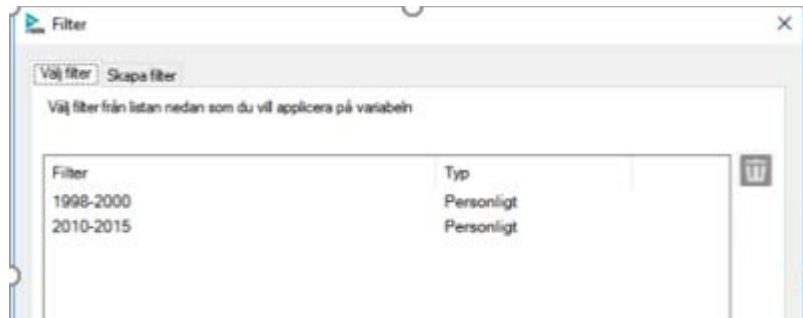 Filter
Välj filter Skapa filter
Välj filter från listan nedan som du vill applicera på variabeln
Filter Typ
1998-2000 Personligt
2010-2015 Personligt